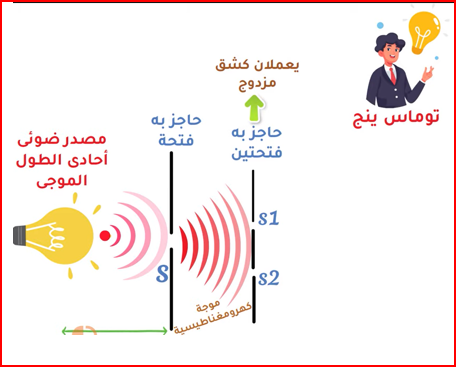 يعملان كشق
مزدوج
توماس ينج
حاجز به
فتحة
حاجز به
فتحتين
مصدر ضوئى
أحادى الطول
الموجى
s1
S
s2
موجة
كهرومغناطيسية